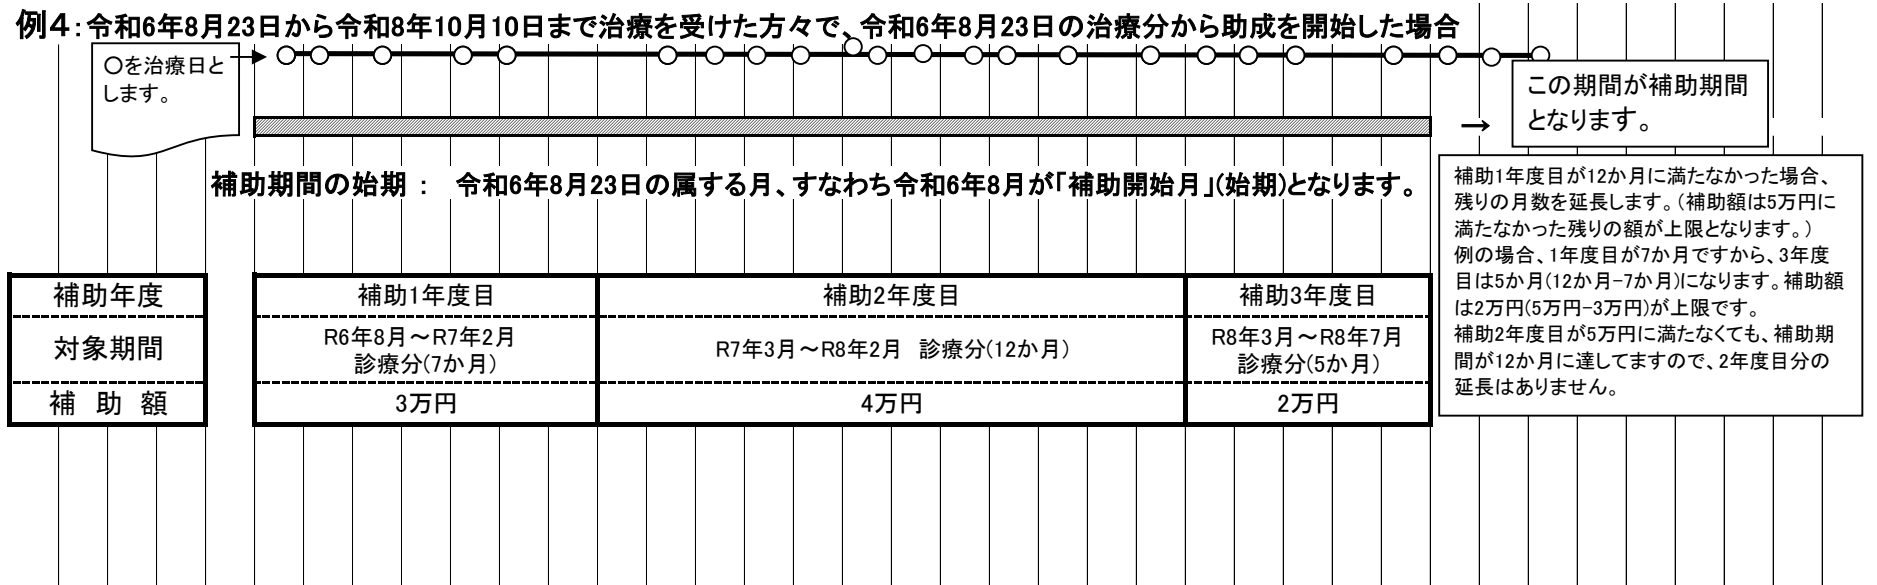 例4:令和6年8月23日から令和8年10月10日まで治療を受けた方々で、令和6年8月23日の治療分から助成を開始した場合
○を治療日と
します。
→
この期間が補助期間
となります。
補助期間の始期 : 令和6年8月23日の属する月、すなわち令和6年8月が「補助開始月」(始期)となります。
補助1年度目が12か月に満たなかった場合、
残りの月数を延長します。(補助額は5万円に
満たなかった残りの額が上限となります。)
例の場合、1年度目が7か月ですから、3年度
目は5か月(12か月-7か月)になります。補助額
は2万円(5万円-3万円)が上限です。
補助2年度目が5万円に満たなくても、補助期
間が12か月に達してますので、2年度目分の
延長はありません。
補助年度 補助1年度目 補助2年度目 補助3年度目
対象期間
R6年8月～R7年2月
診療分(7か月)
R7年3月～R8年2月 診療分(12か月)
R8年3月～R8年7月
診療分(5か月)
補 助 額 3万円 4万円 2万円